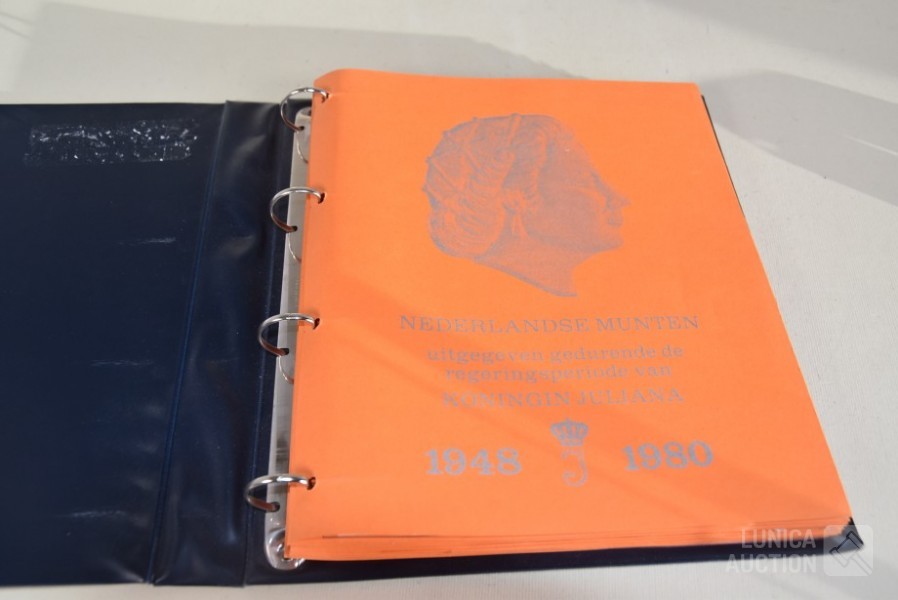 NEDERLANDSE MUNTEN
uitgegeven gedurende de
regeringsperiode van
KONINGIN JULIANA
1948 J 1980
LUNICA
AUCTION